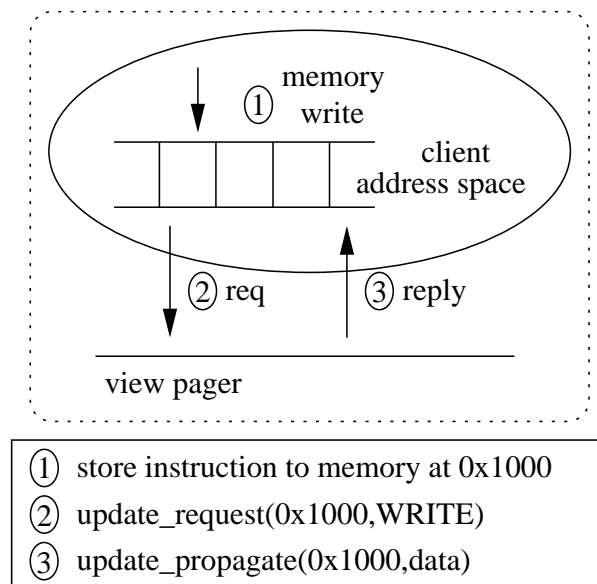 memory
① write
client
address space
② req
③ reply
view pager
① store instruction to memory at 0x1000
② update_request(0x1000,WRITE)
③ update_propagate(0x1000,data)